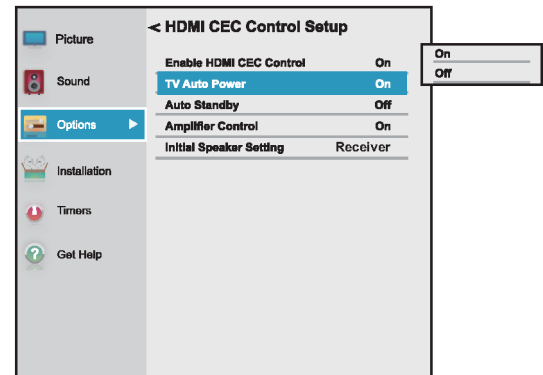 Picture
Sound
Options
Installation
Timers
Get Help
< HDMI CEC Control Setup
Enable HDMI CEC Control On
TV Auto Power On
Auto Standby Off
Amplifier Control On
Initial Speaker Setting Receiver
On
Off